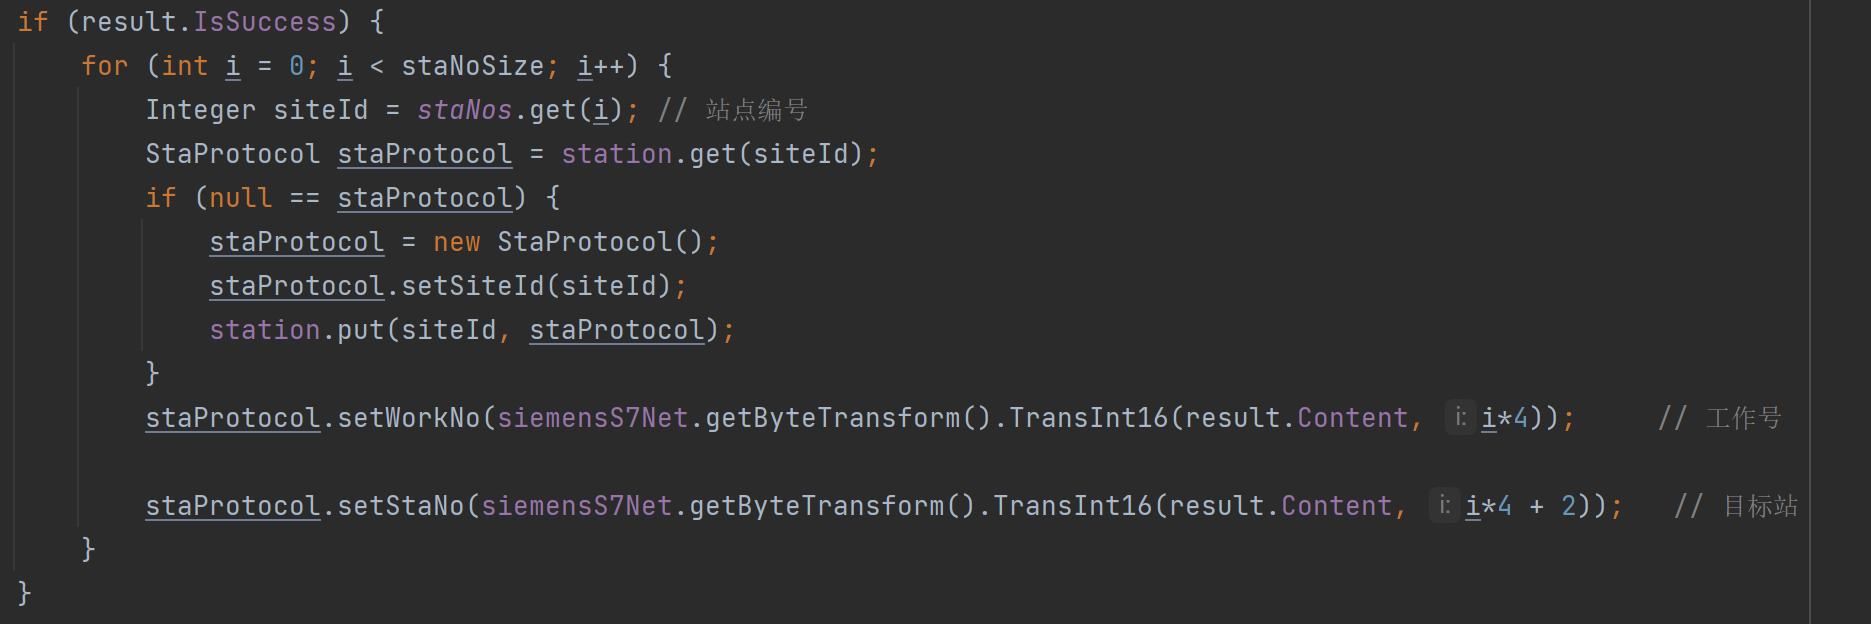 if (result.IsSuccess) {
    for (int i = 0; i < staNoSize; i++) {
        Integer siteId = staNos.get(i); // 站点编号
        StaProtocol staProtocol = station.get(siteId);
        if (null == staProtocol) {
            staProtocol = new StaProtocol();
            staProtocol.setSiteId(siteId);
            station.put(siteId, staProtocol);
        }
        staProtocol.setWorkNo(siemensS7Net.getByteTransform().TransInt16(result.Content, i: i*4));     // 工作号
        staProtocol.setStaNo(siemensS7Net.getByteTransform().TransInt16(result.Content, i: i*4 + 2));   // 目标站
    }
}